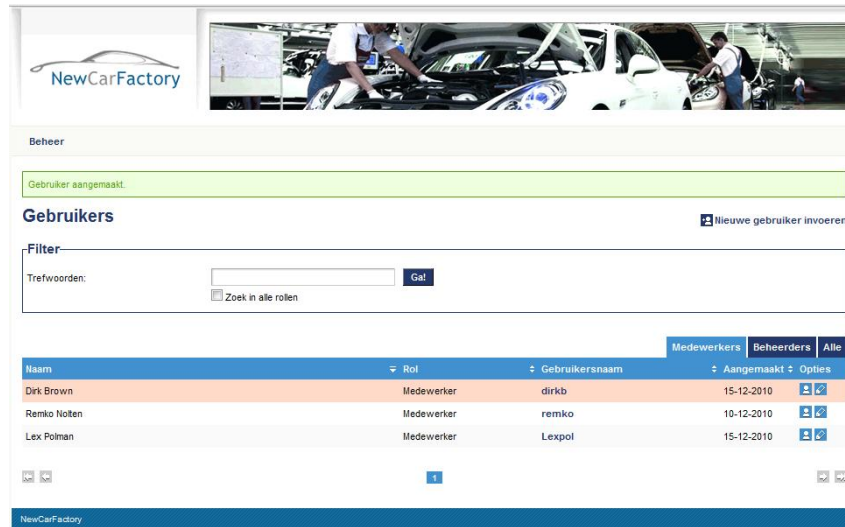 NewCarFactory
Beheer
Gebruiker aangemaakt.
Gebruikers
Nieuwe gebruiker invoeren
Filter
Trefwoorden:
Ga!
Zoek in alle rollen
Medewerkers Beheerders Alle
Naam Rol Gebruikersnaam Aangemaakt Opties
Dirk Brown Medewerker dirkb 15-12-2010
Remko Nolten Medewerker remko 10-12-2010
Lex Polman Medewerker Lexpol 15-12-2010
1
NewCarFactory